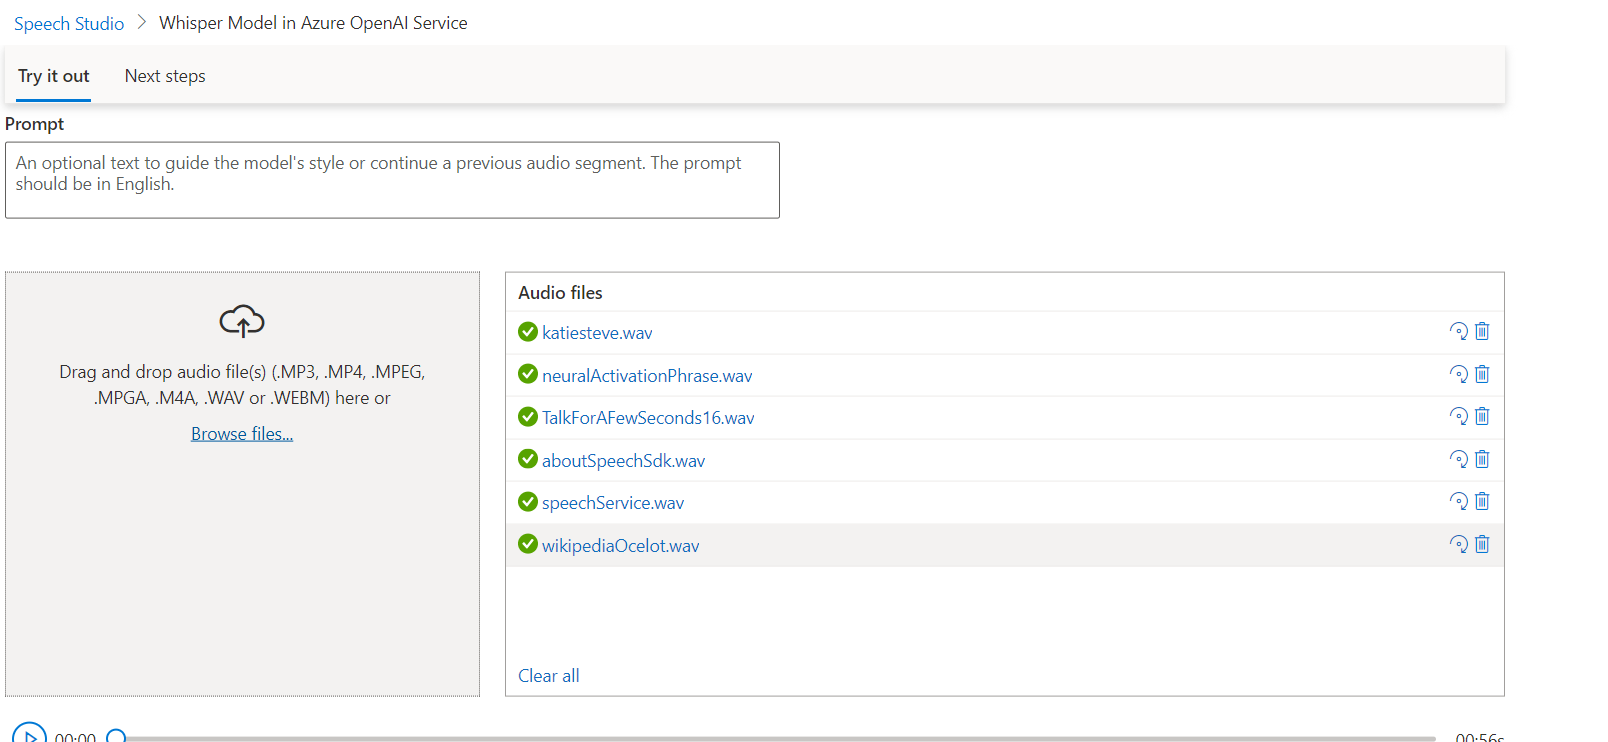 Speech Studio > Whisper Model in Azure OpenAI Service
Try it out Next steps
Prompt
An optional text to guide the model's style or continue a previous audio segment. The prompt
should be in English.
Drag and drop audio file(s) (.MP3, .MP4, .MPEG,
.MPGA, .M4A, .WAV or .WEBM) here or
Browse files...
Audio files
katiesteve.wav
neuralActivationPhrase.wav
TalkForAFewSeconds16.wav
aboutSpeechSdk.wav
speechService.wav
wikipediaOcelot.wav
Clear all
00:00 00:56s